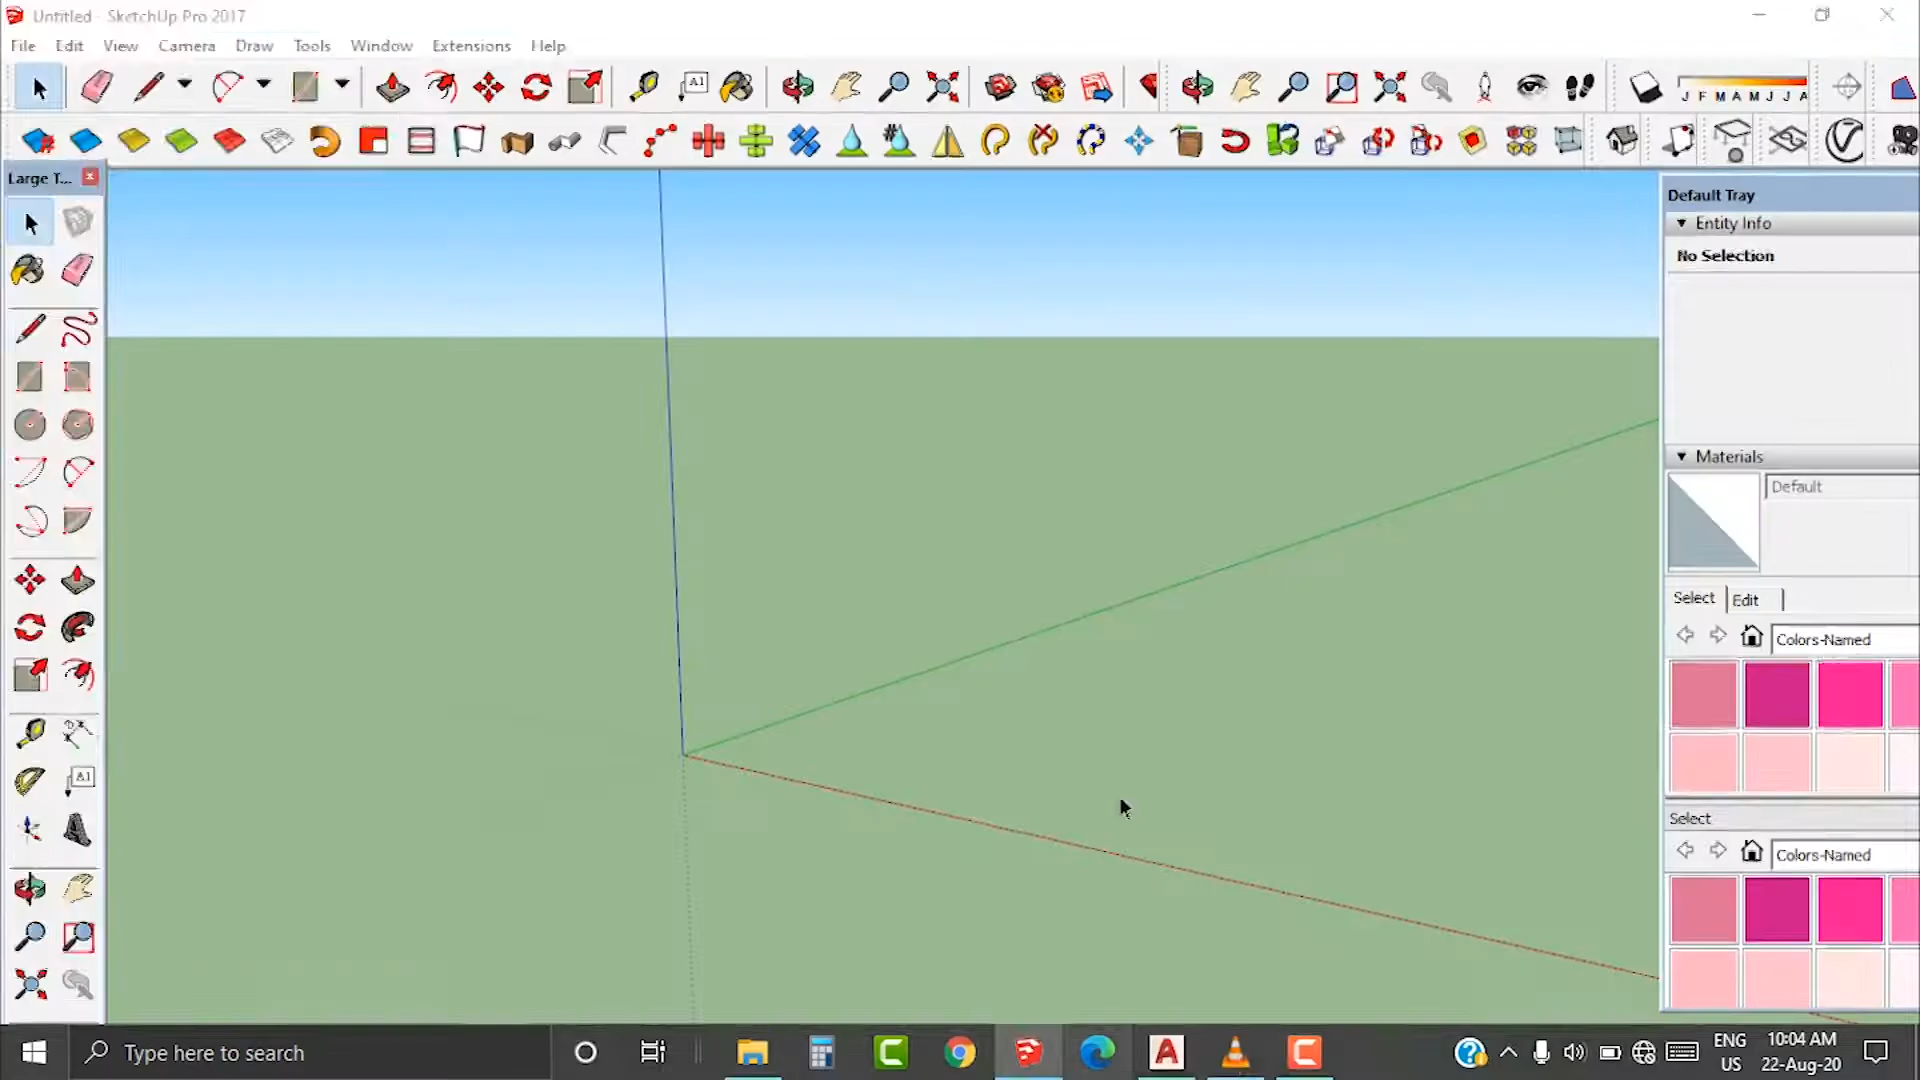 Untitled - SketchUp Pro 2017
File Edit View Camera Draw Tools Window Extensions Help
A1
J F M A M J J A
Large T...
Default Tray
Entity Info
No Selection
Materials
Default
Select Edit
Colors-Named
A1
Select
Colors-Named
Type here to search
ENG
US
10:04 AM
22-Aug-20